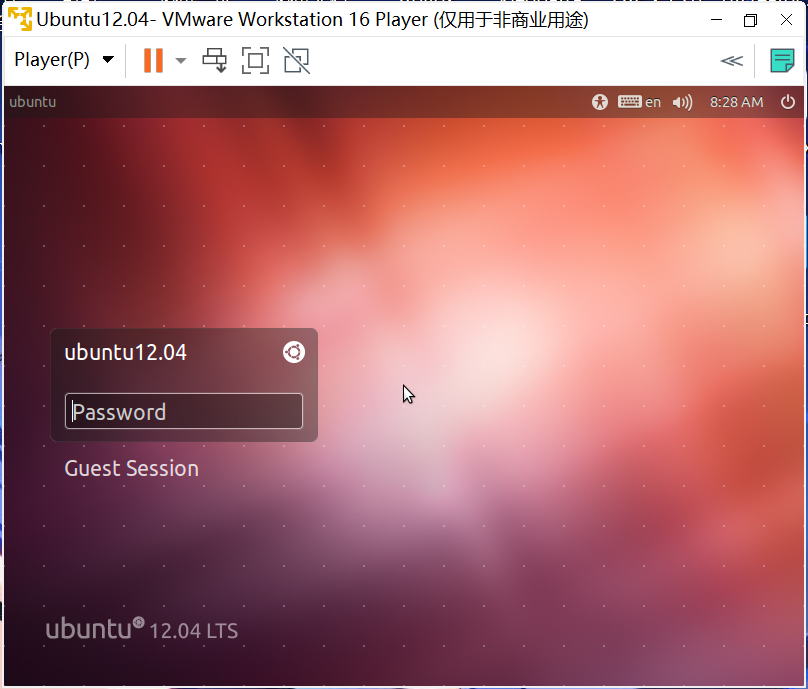 Ubuntu12.04- VMware Workstation 16 Player (仅用于非商业用途)
Player(P)
ubuntu en 8:28 AM
ubuntu12.04
Password
Guest Session
ubuntu 12.04 LTS